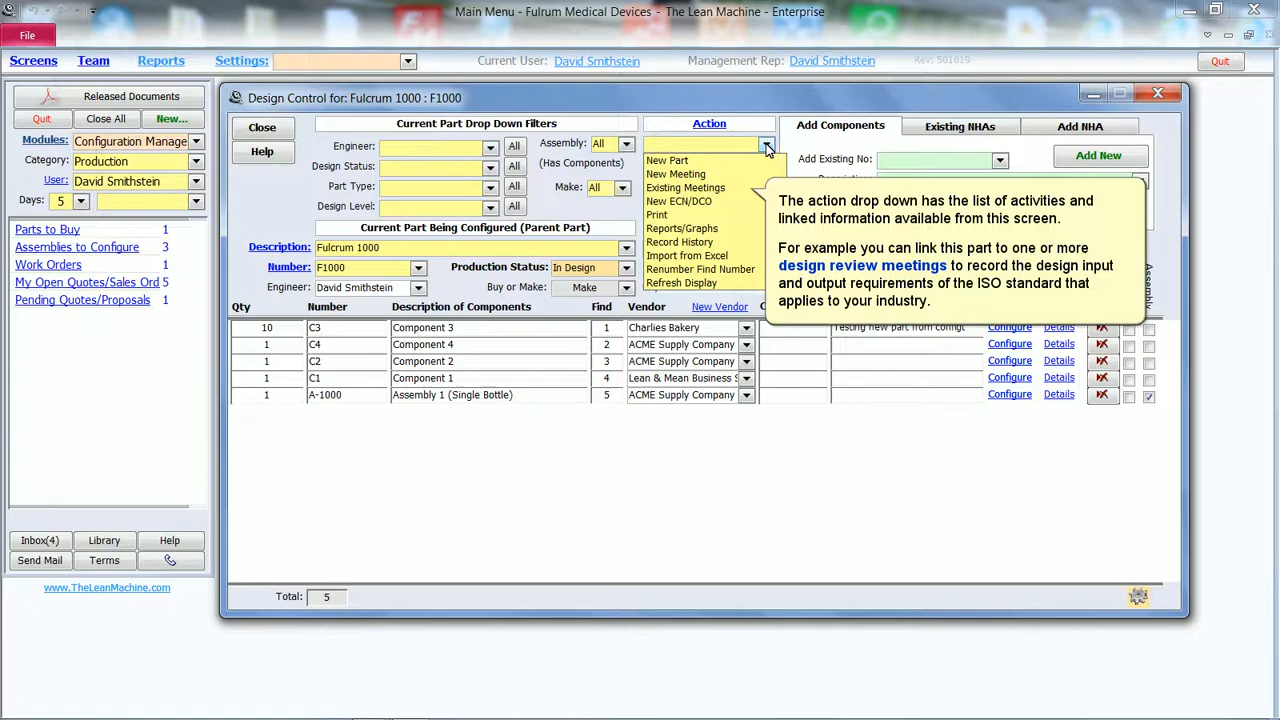 Main Menu - Fulrum Medical Devices - The Lean Machine - Enterprise
File
Screens Team Reports Settings: Current User: David Smithstein Management Rep: David Smithstein Rev: 501019 Quit
Released Documents
Quit Close All New...
Modules: Configuration Manage
Category: Production
User: David Smithstein
Days: 5
Parts to Buy 1
Assemblies to Configure 3
Work Orders 1
My Open Quotes/Sales Ord 5
Pending Quotes/Proposals 1
Inbox(4) Library Help
Send Mail Terms
www.TheLeanMachine.com
Design Control for: Fulcrum 1000 : F1000
Close
Help
Current Part Drop Down Filters
Engineer: All
Design Status: All
Part Type: All
Design Level: All
Assembly: All
(Has Components)
Make: All
Current Part Being Configured (Parent Part)
Description: Fulcrum 1000
Number: F1000 Production Status: In Design
Engineer: David Smithstein Buy or Make: Make
Action
New Part
New Meeting
Existing Meetings
New ECN/DCO
Print
Reports/Graphs
Record History
Import from Excel
Renumber Find Number
Refresh Display
Add Components Existing NHAs Add NHA
Add Existing No: Add New
The action drop down has the list of activities and
linked information available from this screen.
For example you can link this part to one or more
design review meetings to record the design input
and output requirements of the ISO standard that
applies to your industry.
Qty Number Description of Components Find Vendor New Vendor
10 C3 Component 3 1 Charlies Bakery Testing new part from configt Configure Details
1 C4 Component 4 2 ACME Supply Company Configure Details
1 C2 Component 2 3 ACME Supply Company Configure Details
1 C1 Component 1 4 Lean & Mean Business S Configure Details
1 A-1000 Assembly 1 (Single Bottle) 5 ACME Supply Company Configure Details
Total: 5